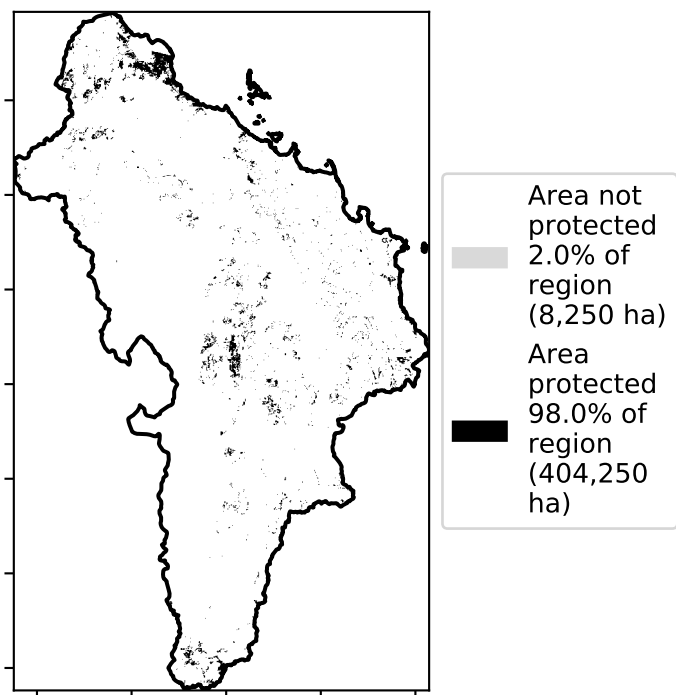 Area not
protected
2.0% of
region
(8,250 ha)
Area
protected
98.0% of
region
(404,250
ha)